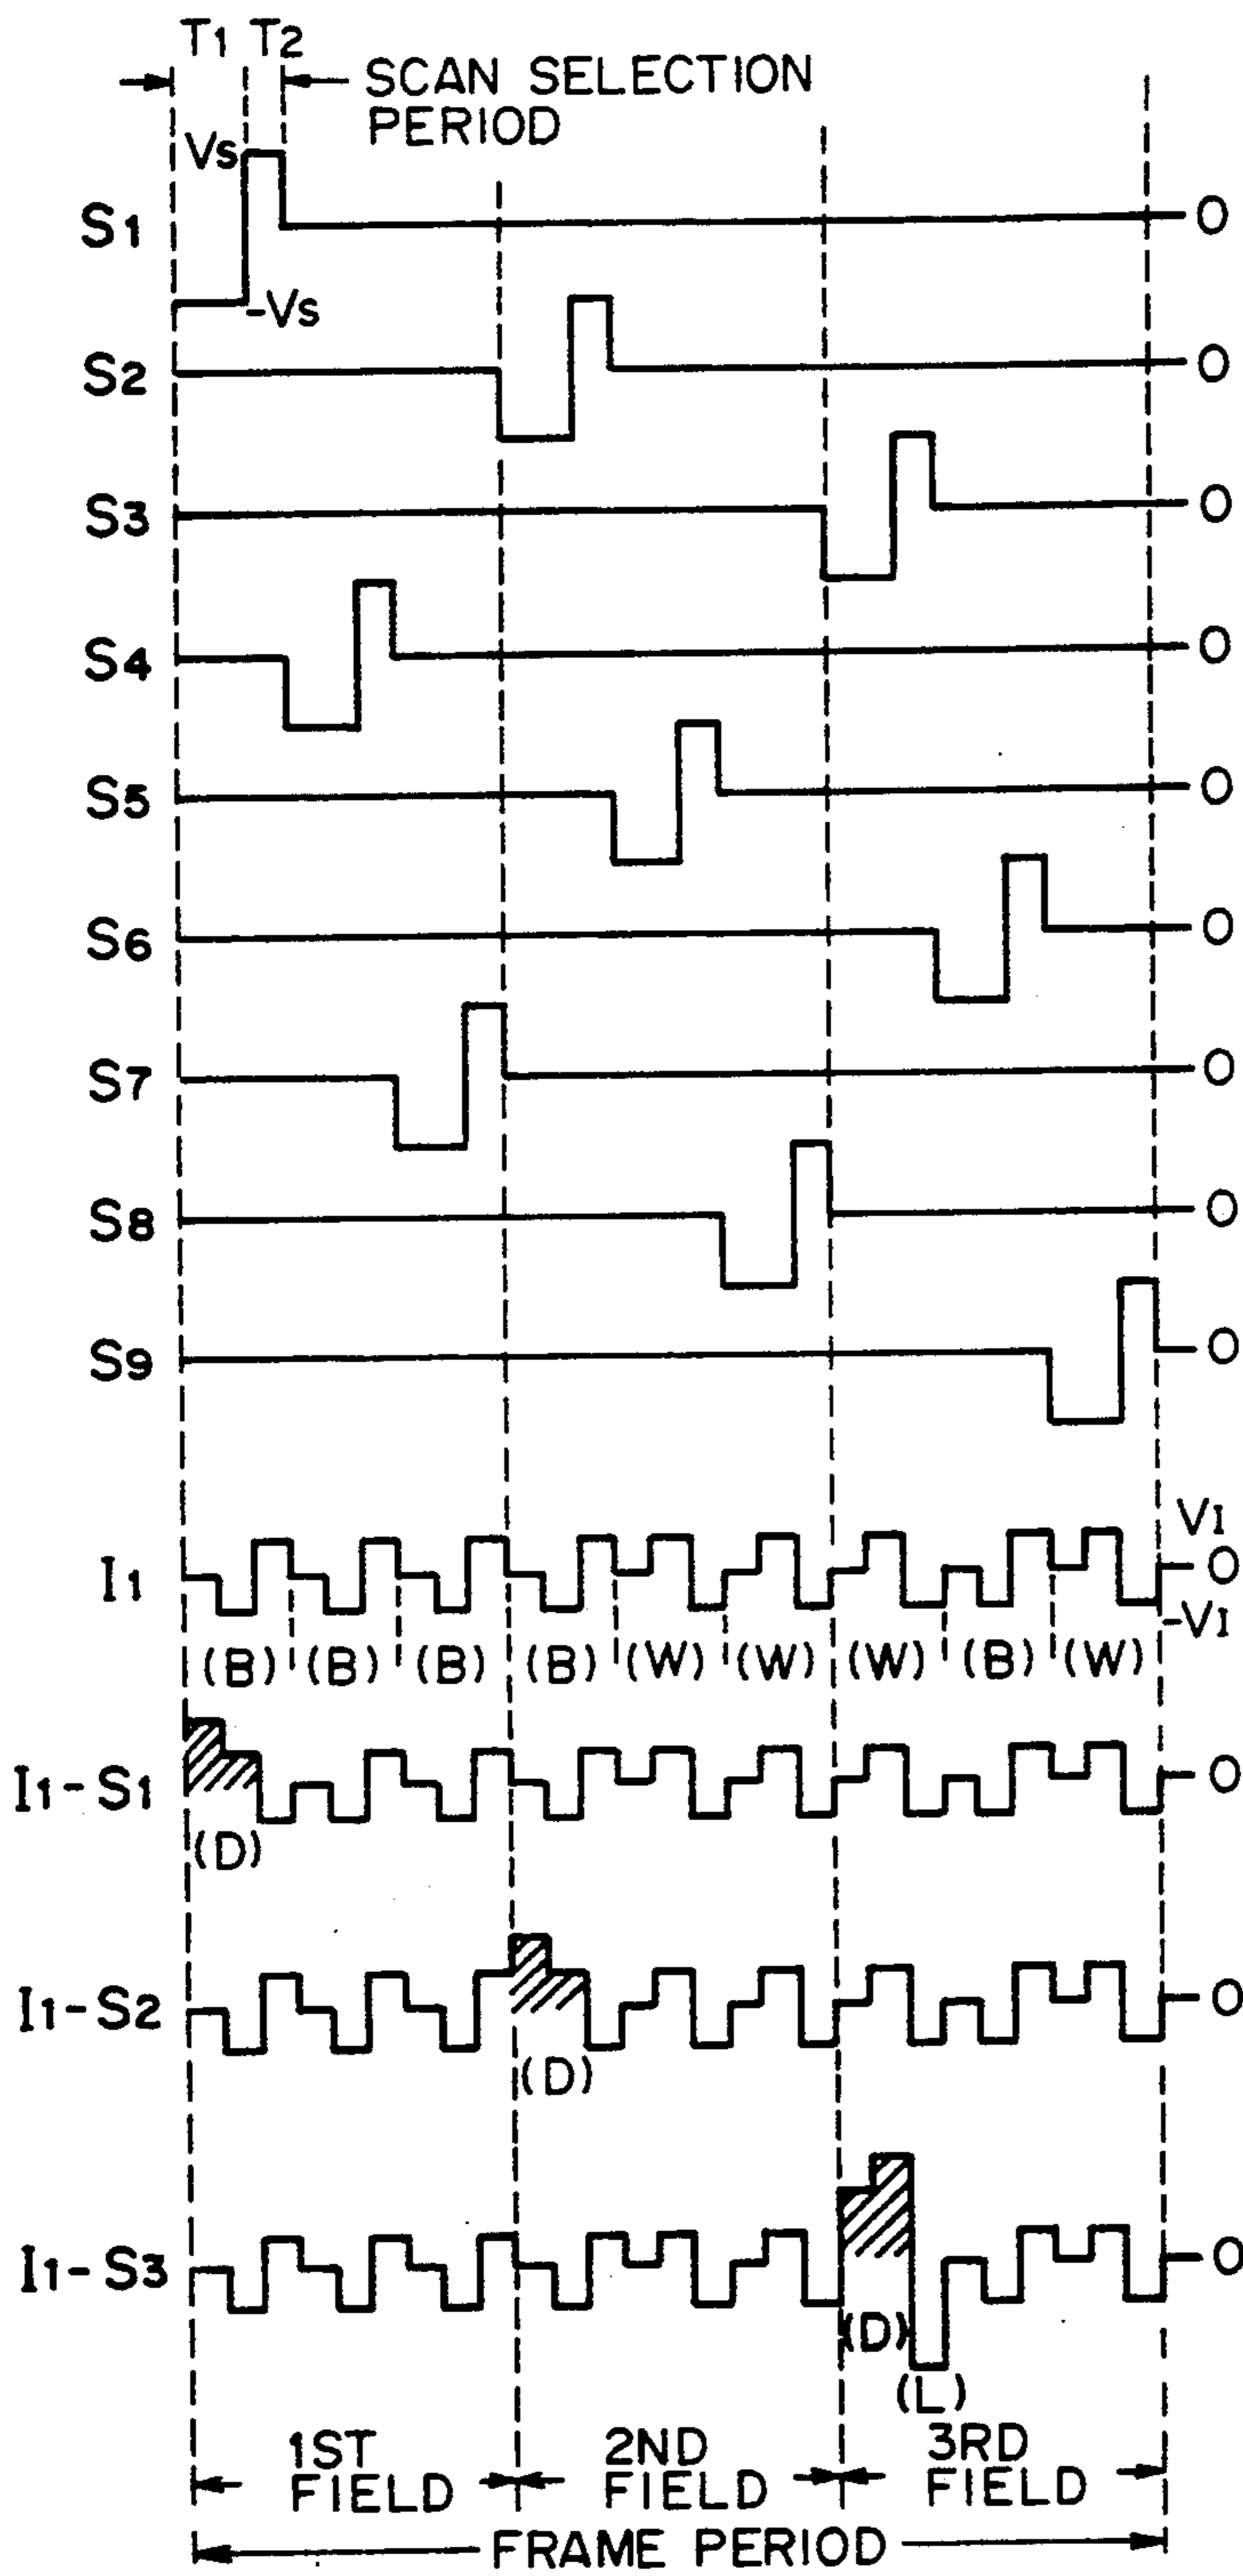 T1 T2
SCAN SELECTION
PERIOD
Vs
S1 0
-Vs
S2 0
S3 0
S4 0
S5 0
S6 0
S7 0
S8 0
S9 0
VI
I1 0
-VI
(B) (B) (B) (B) (W) (W) (W) (B) (W)
I1-S1 0
(D)
I1-S2 0
(D)
I1-S3 0
(D)
(L)
1ST FIELD 2ND FIELD 3RD FIELD
FRAME PERIOD